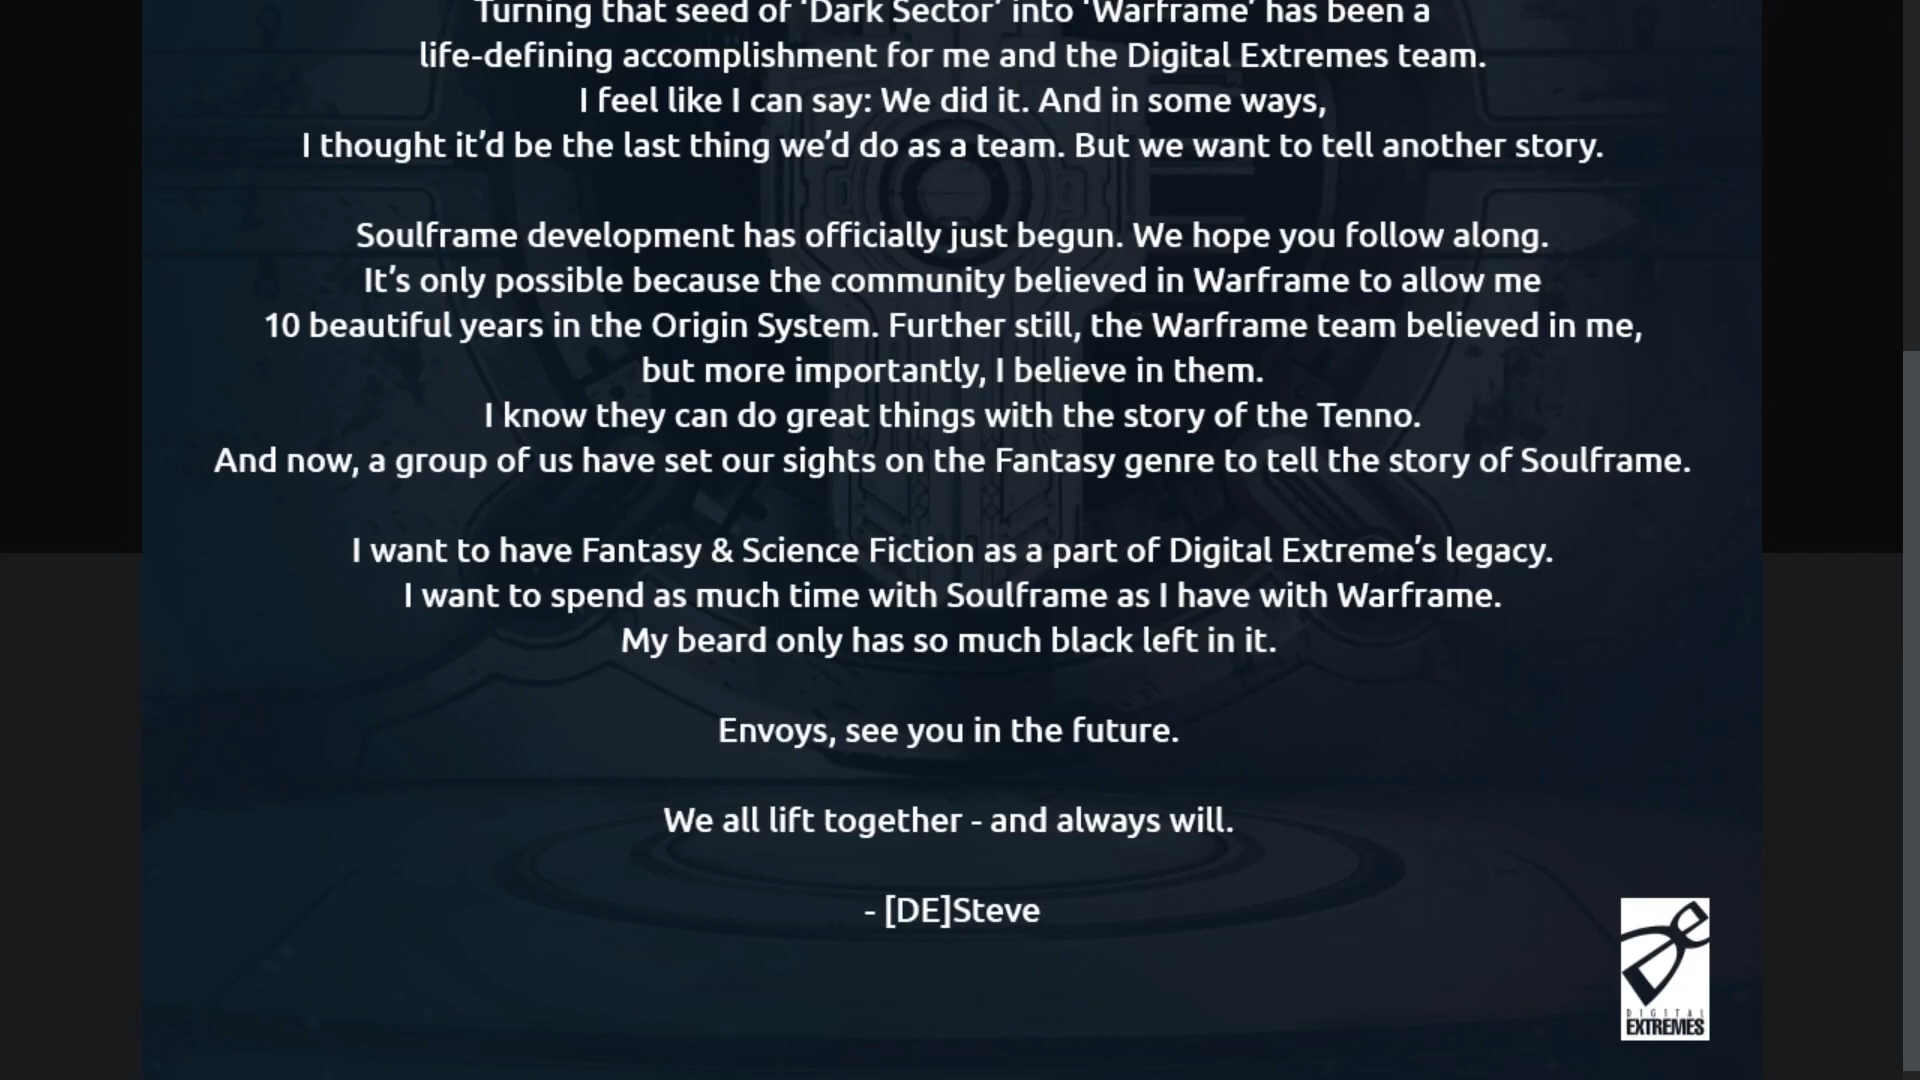 Turning that seed of ‘Dark Sector’ into ‘Warframe’ has been a
life-defining accomplishment for me and the Digital Extremes team.
I feel like I can say: We did it. And in some ways,
I thought it’d be the last thing we’d do as a team. But we want to tell another story.
Soulframe development has officially just begun. We hope you follow along.
It’s only possible because the community believed in Warframe to allow me
10 beautiful years in the Origin System. Further still, the Warframe team believed in me,
but more importantly, I believe in them.
I know they can do great things with the story of the Tenno.
And now, a group of us have set our sights on the Fantasy genre to tell the story of Soulframe.
I want to have Fantasy & Science Fiction as a part of Digital Extreme’s legacy.
I want to spend as much time with Soulframe as I have with Warframe.
My beard only has so much black left in it.
Envoys, see you in the future.
We all lift together - and always will.
- [DE]Steve
DIGITAL
EXTREMES